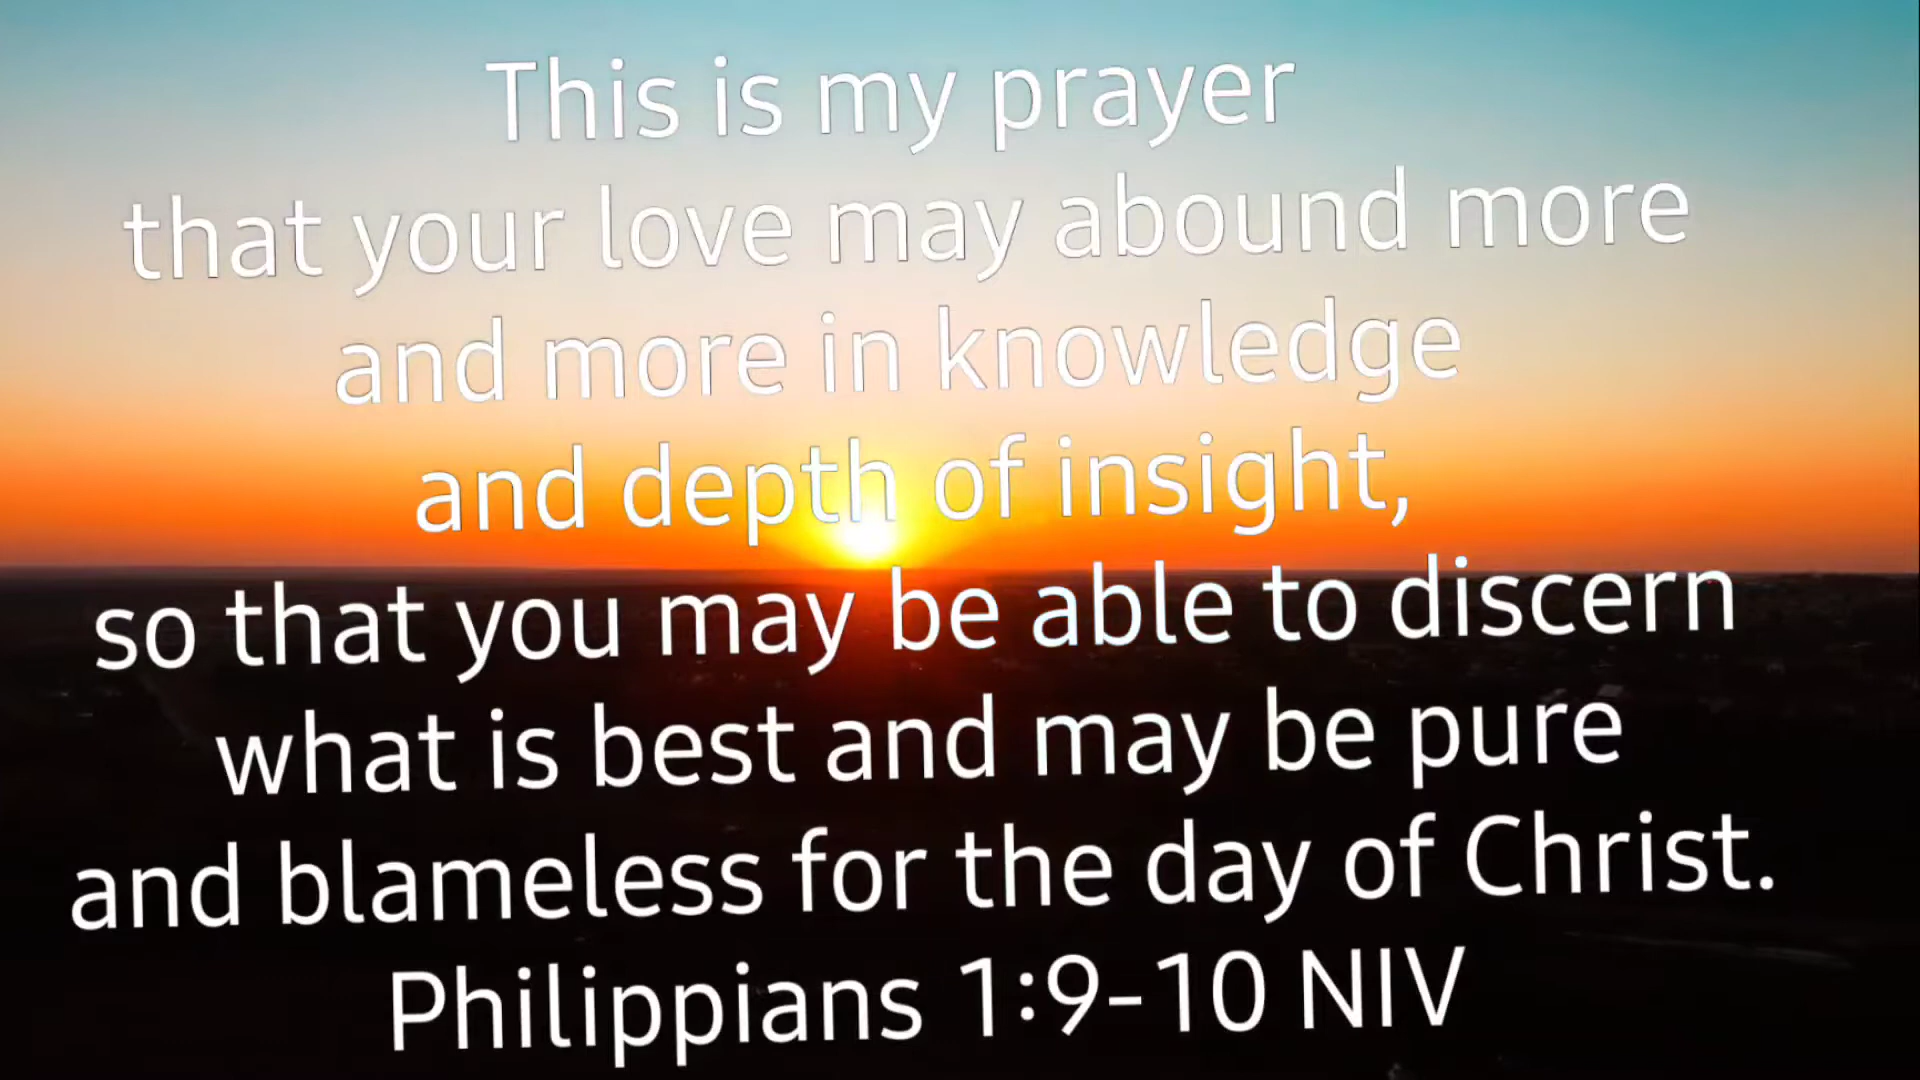 This is my prayer
that your love may abound more
and more in knowledge
and depth of insight,
so that you may be able to discern
what is best and may be pure
and blameless for the day of Christ.
Philippians 1:9-10 NIV